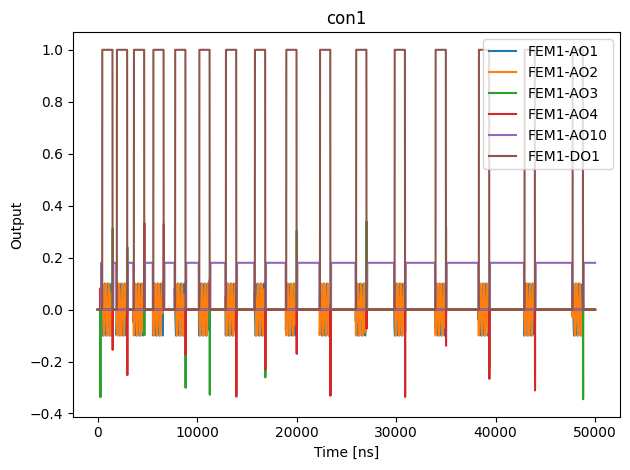 con1
FEM1-AO1
FEM1-AO2
FEM1-AO3
FEM1-AO4
FEM1-AO10
FEM1-DO1
Output
1.0
0.8
0.6
0.4
0.2
0.0
−0.2
−0.4
0
10000
20000
30000
40000
50000
Time [ns]